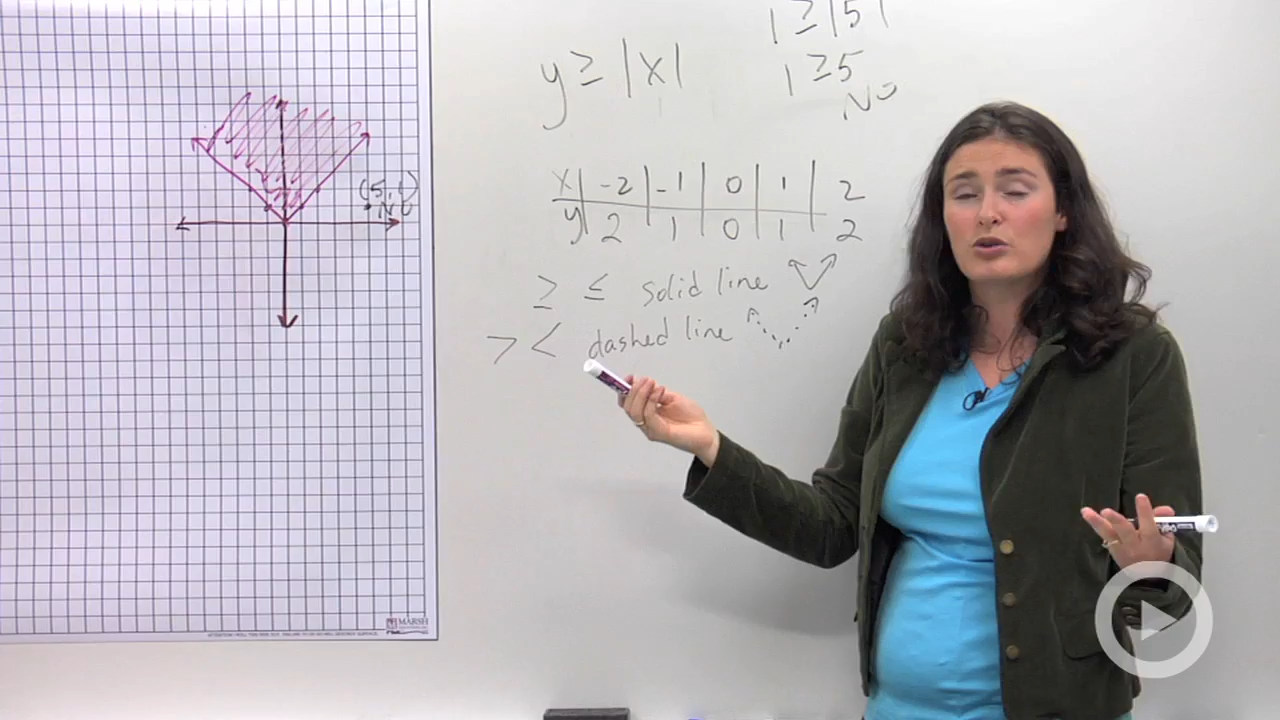 1 ≥ |5|
y ≥ |x|
1 ≥ 5
NO
x | -2 | -1 | 0 | 1 | 2
y | 2 | 1 | 0 | 1 | 2
≥ ≤ solid line
> < dashed line
(5, 1)
NO
MARSH